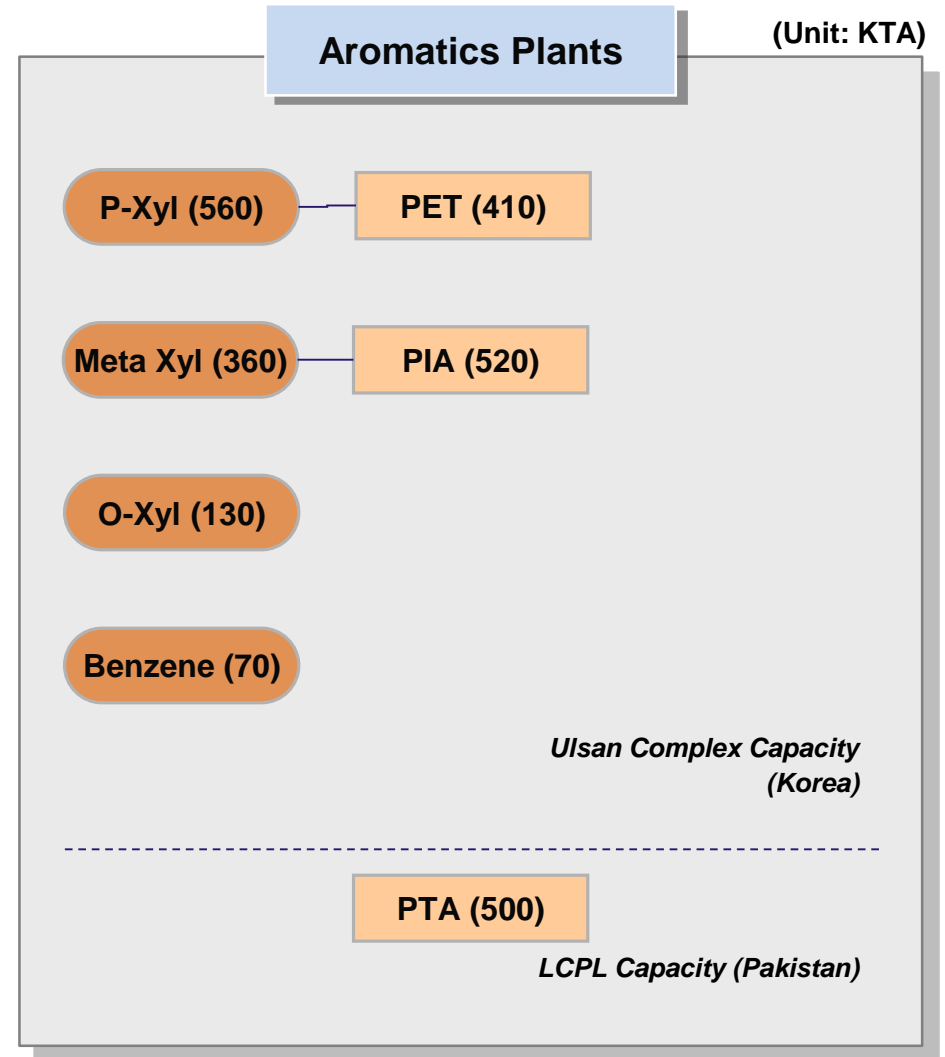 Aromatics Plants
(Unit: KTA)
P-Xyl (560)
PET (410)
Meta Xyl (360)
PIA (520)
O-Xyl (130)
Benzene (70)
Ulsan Complex Capacity
(Korea)
PTA (500)
LCPL Capacity (Pakistan)